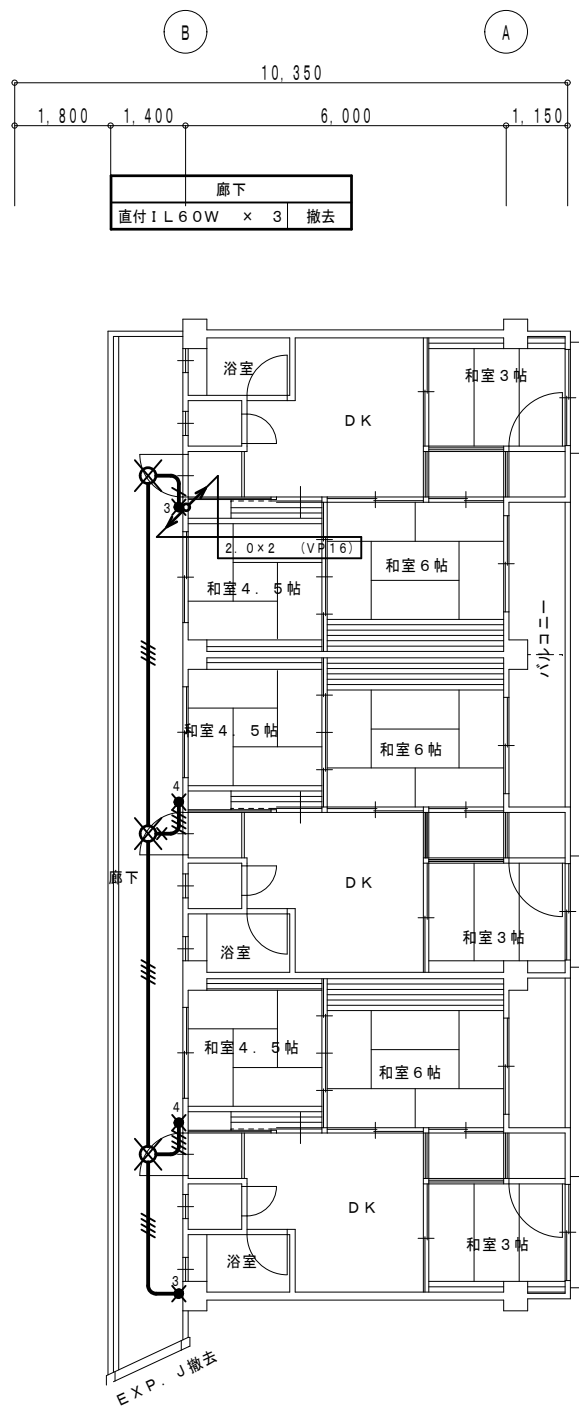 B
A
10,350
1,800
1,400
6,000
1,150
廊下
直付IL60W × 3 撤去
浴室
DK
和室3帖
3
2.0×2 (VP16)
和室4.5帖
和室6帖
バルコニー
和室4.5帖
和室6帖
4
廊下
DK
浴室
和室3帖
和室4.5帖
和室6帖
4
DK
和室3帖
浴室
3
EXP.J撤去